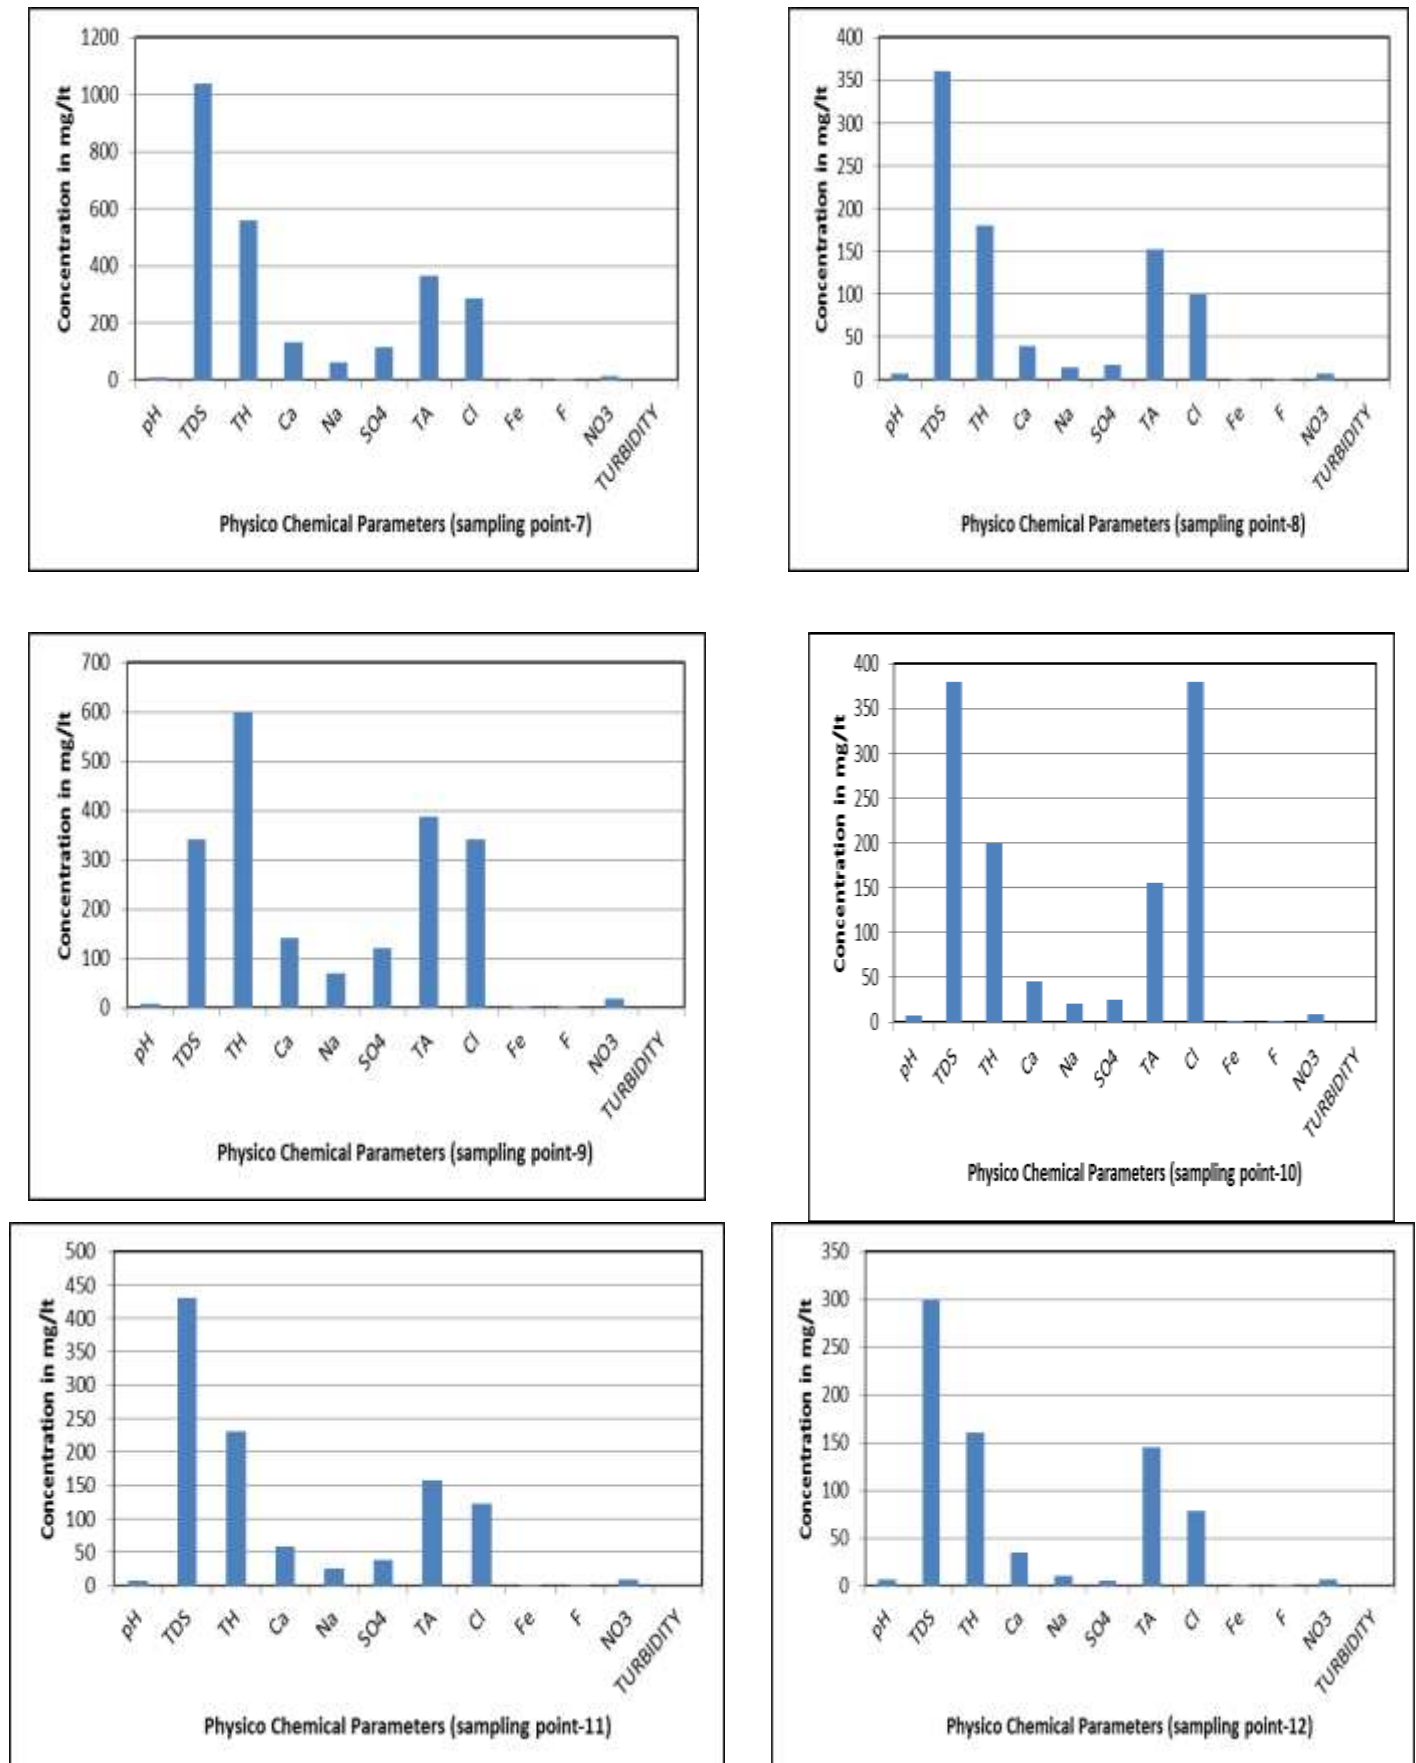 1200
1000
800
600
400
200
0
Concentration in mg/lt
pH TDS TH Ca Na SO4 TA Cl Fe F NO3 TURBIDITY
Physico Chemical Parameters (sampling point-7)
400
350
300
250
200
150
100
50
0
Concentration in mg/lt
pH TDS TH Ca Na SO4 TA Cl Fe F NO3 TURBIDITY
Physico Chemical Parameters (sampling point-8)
700
600
500
400
300
200
100
0
Concentration in mg/lt
pH TDS TH Ca Na SO4 TA Cl Fe F NO3 TURBIDITY
Physico Chemical Parameters (sampling point-9)
400
350
300
250
200
150
100
50
0
Concentration in mg/lt
pH TDS TH Ca Na SO4 TA Cl Fe F NO3 TURBIDITY
Physico Chemical Parameters (sampling point-10)
500
450
400
350
300
250
200
150
100
50
0
Concentration in mg/lt
pH TDS TH Ca Na SO4 TA Cl Fe F NO3 TURBIDITY
Physico Chemical Parameters (sampling point-11)
350
300
250
200
150
100
50
0
Concentration in mg/lt
pH TDS TH Ca Na SO4 TA Cl Fe F NO3 TURBIDITY
Physico Chemical Parameters (sampling point-12)